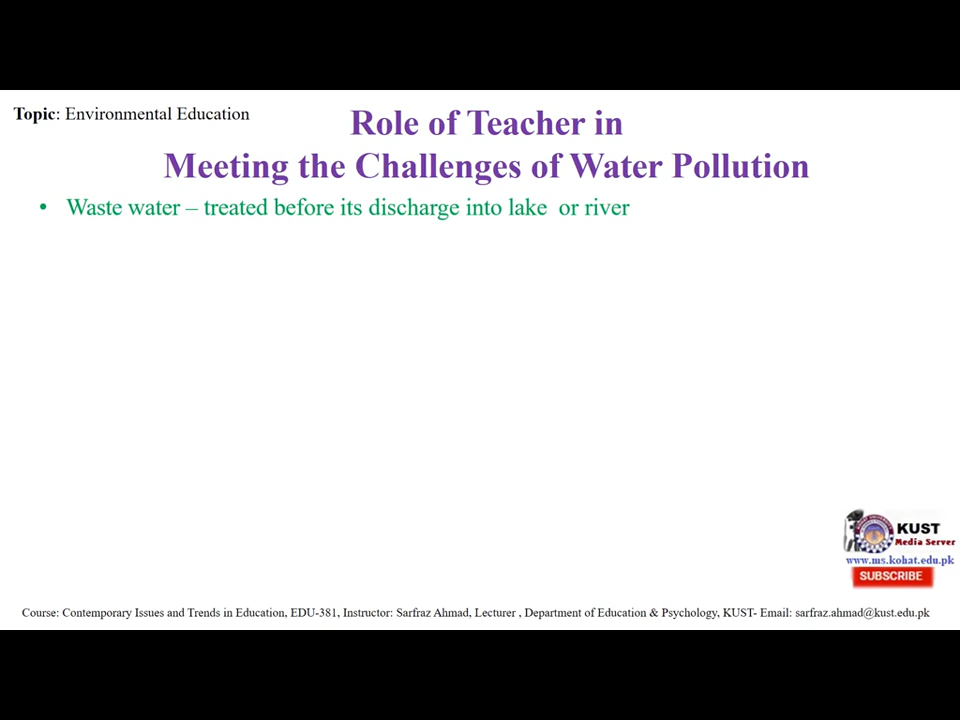 Topic: Environmental Education
Role of Teacher in
Meeting the Challenges of Water Pollution
• Waste water – treated before its discharge into lake or river
KUST
Media Server
www.ms.kohat.edu.pk
SUBSCRIBE
Course: Contemporary Issues and Trends in Education, EDU-381, Instructor: Sarfraz Ahmad, Lecturer , Department of Education & Psychology, KUST- Email: sarfraz.ahmad@kust.edu.pk